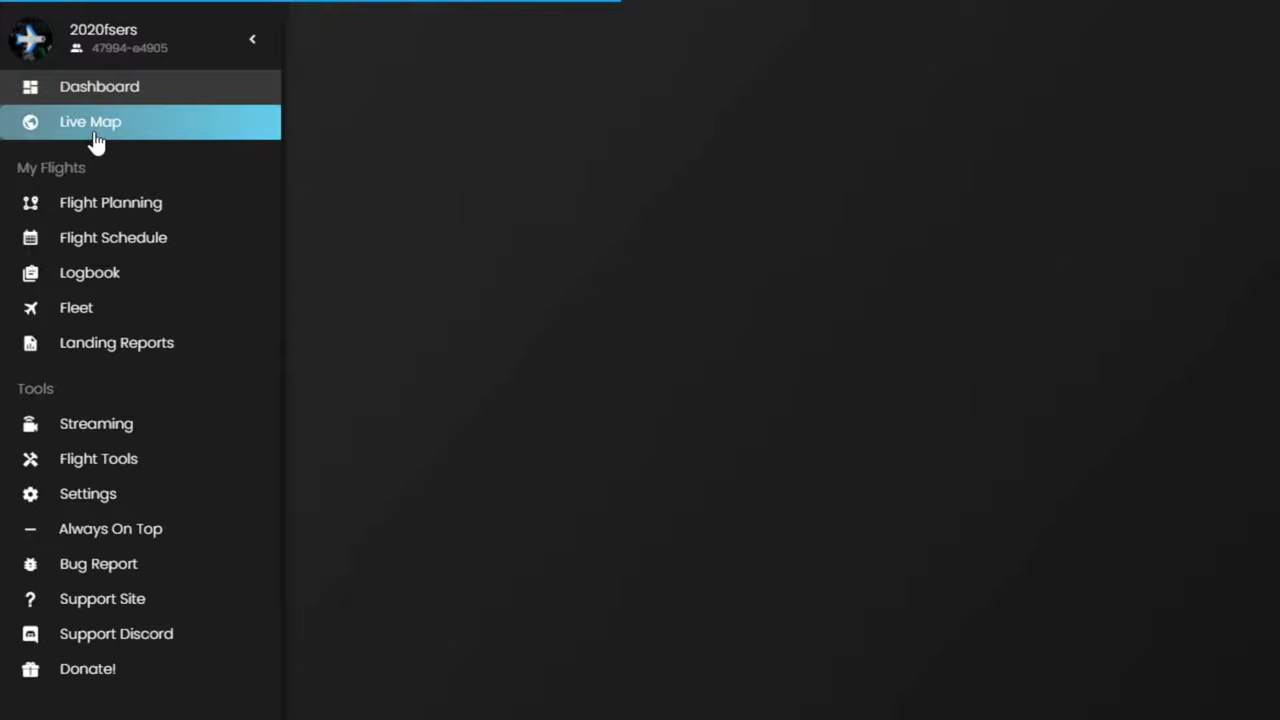 2020fsers
47994-e4905
Dashboard
Live Map
My Flights
Flight Planning
Flight Schedule
Logbook
Fleet
Landing Reports
Tools
Streaming
Flight Tools
Settings
Always On Top
Bug Report
Support Site
Support Discord
Donate!